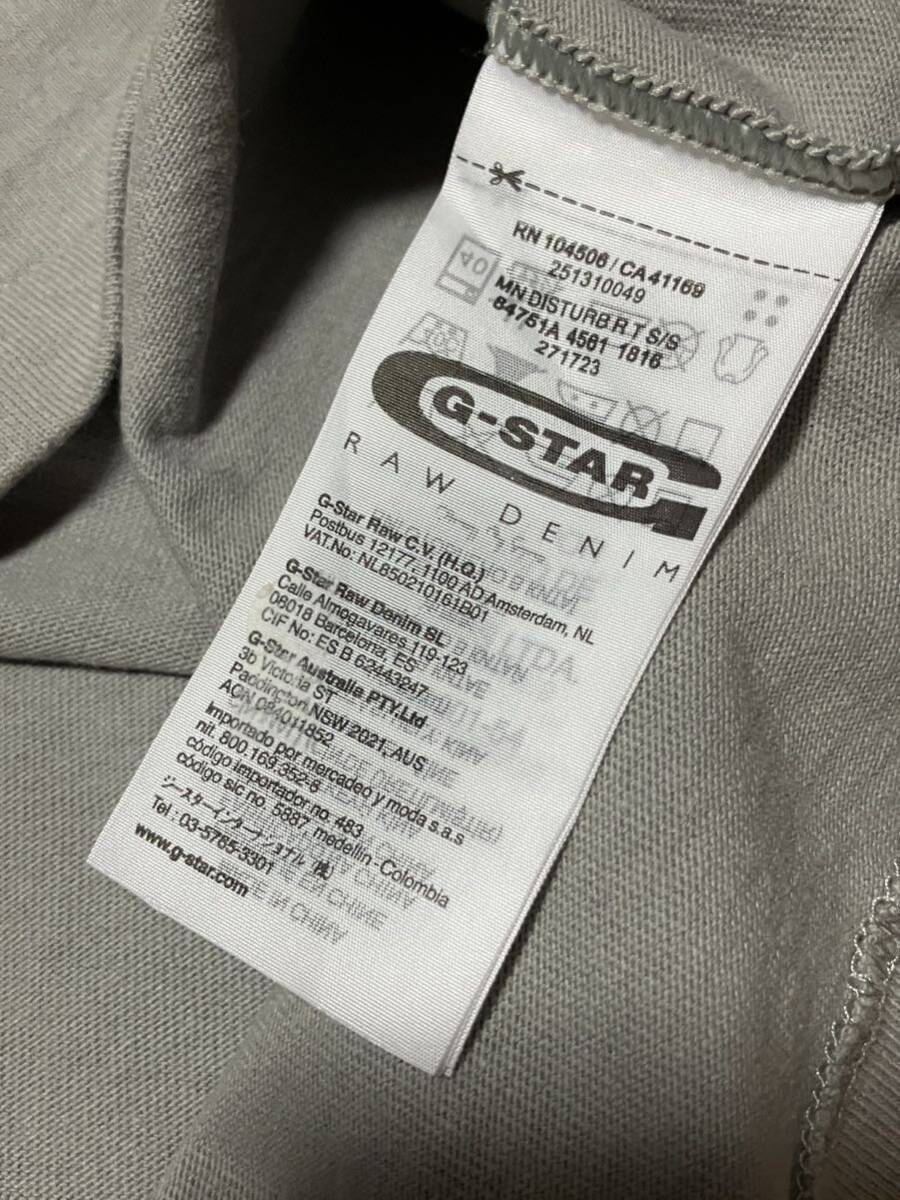 RN 104506 / CA 41169
251310049
MN DISTURB R T S/S
84751A 4561 1816
271723
G-STAR
RAW DENIM
G-Star Raw C.V. (H.Q.)
Postbus 12177, 1100 AD Amsterdam, NL
VAT.No: NL850210161B01
G-Star Raw Denim SL
Calle Almogavares 119-123
08018 Barcelona, ES
CIF No: ES B 62443247
G-Star Australia PTY.Ltd
3b Victoria ST
Paddington NSW 2021, AUS
ACN 084011852
Importado por mercadeo y moda s.a.s
nit. 800.169.352-6
código importador no. 483
código sic no. 5887, medellin - Colombia
ジースターインターナショナル (株)
Tel : 03-5765-3301
www.g-star.com